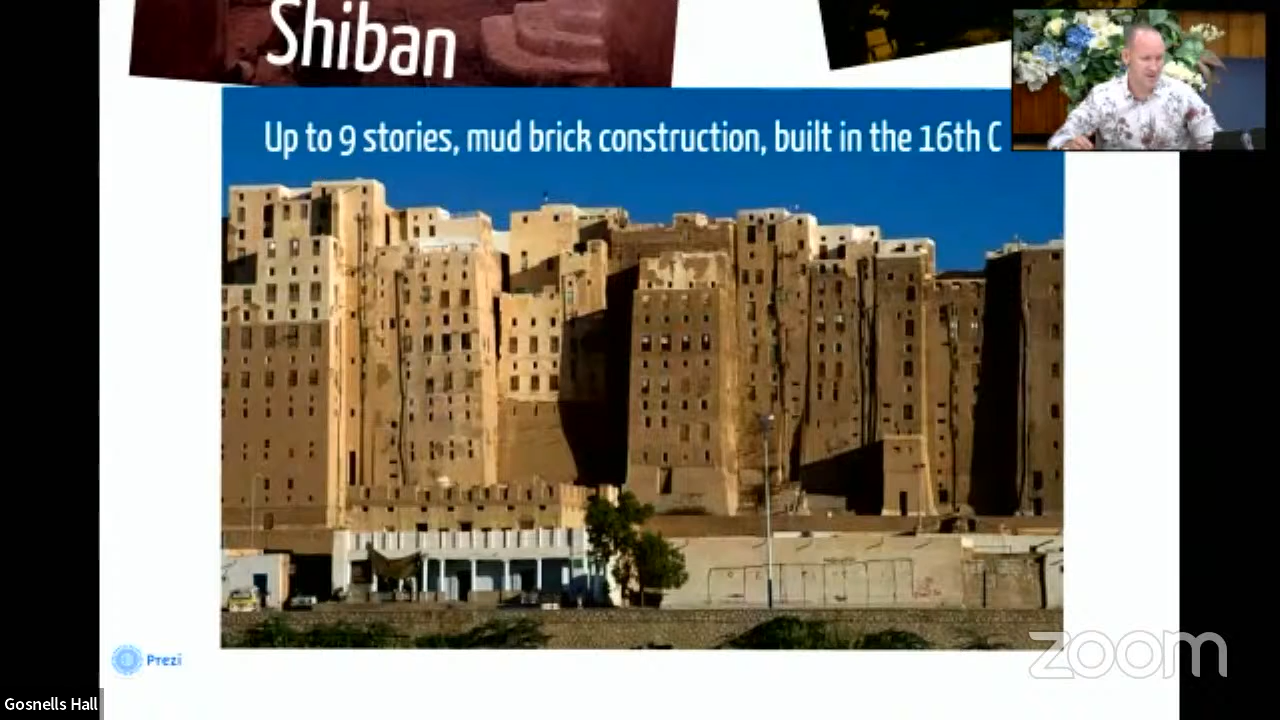 Shiban
Up to 9 stories, mud brick construction, built in the 16th C
Prezi
zoom
Gosnells Hall